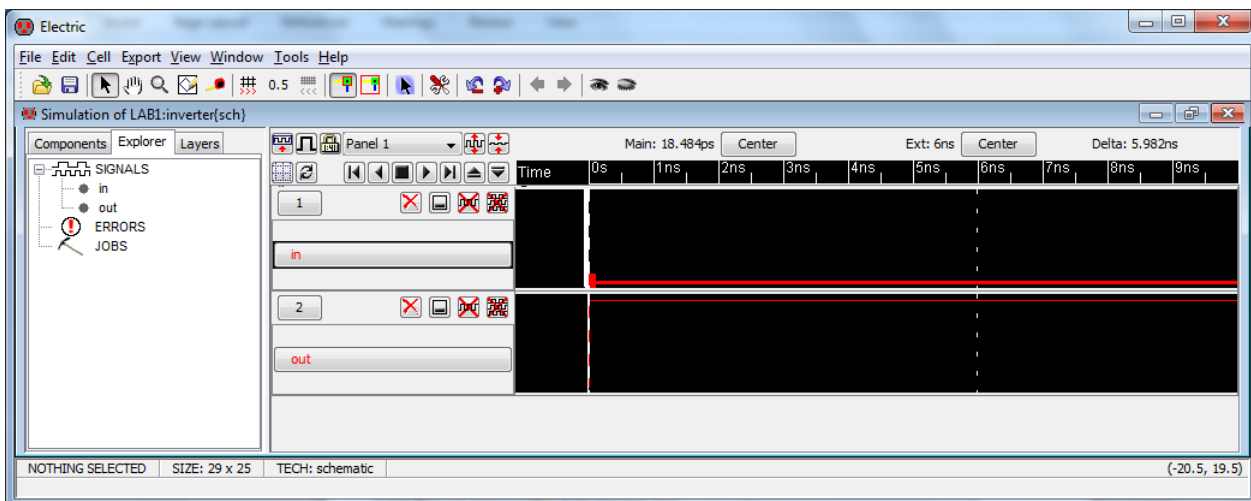 Electric
File Edit Cell Export View Window Tools Help
0.5
Simulation of LAB1:inverter{sch}
Components Explorer Layers
Panel 1 Main: 18.484ps Center Ext: 6ns Center Delta: 5.982ns
SIGNALS
in
out
ERRORS
JOBS
Time 0s 1ns 2ns 3ns 4ns 5ns 6ns 7ns 8ns 9ns
1
in
2
out
NOTHING SELECTED SIZE: 29 x 25 TECH: schematic (-20.5, 19.5)